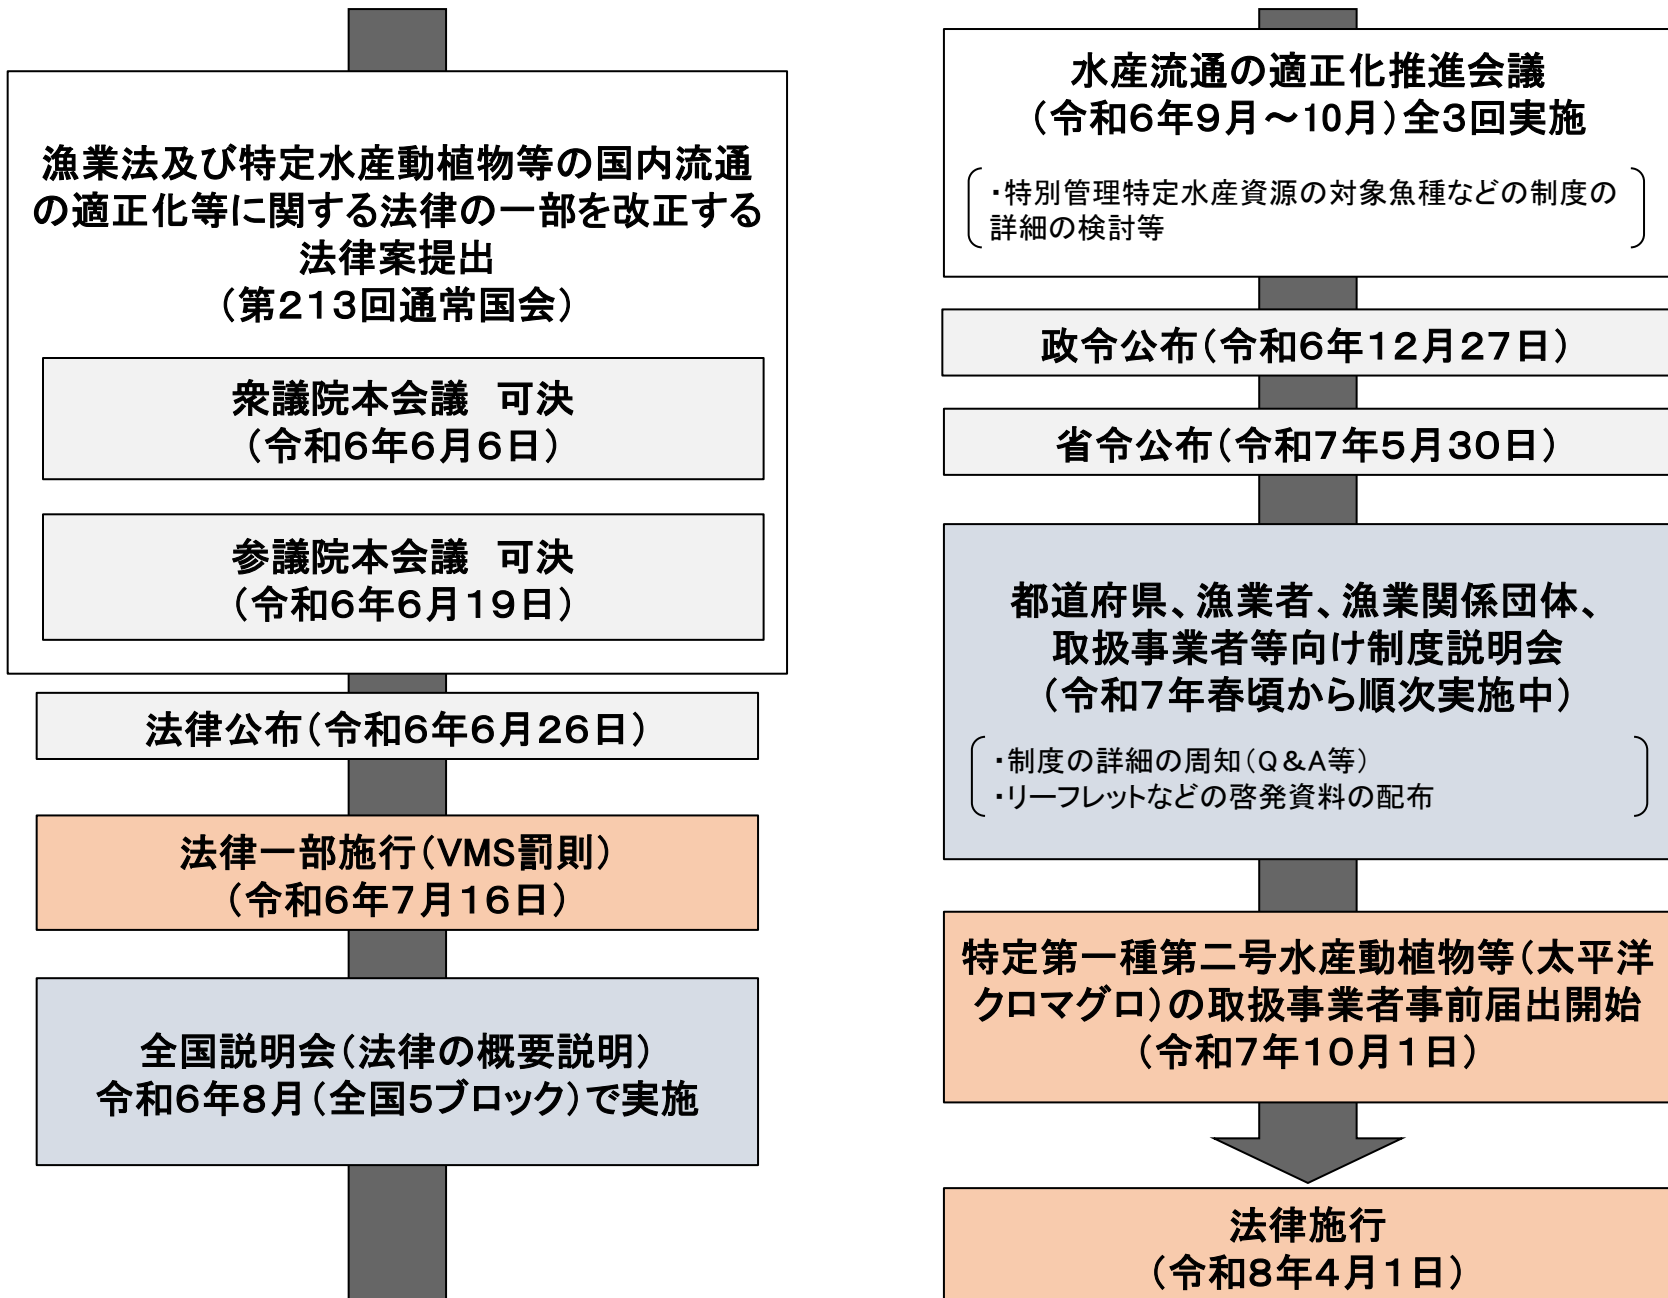 漁業法及び特定水産動植物等の国内流通
の適正化等に関する法律の一部を改正する
法律案提出
（第213回通常国会）
衆議院本会議　可決
（令和6年6月6日）
参議院本会議　可決
（令和6年6月19日）
法律公布（令和6年6月26日）
法律一部施行（VMS罰則）
（令和6年7月16日）
全国説明会（法律の概要説明）
令和6年8月（全国5ブロック）で実施
水産流通の適正化推進会議
（令和6年9月～10月）全3回実施
・特別管理特定水産資源の対象魚種などの制度の
詳細の検討等
政令公布（令和6年12月27日）
省令公布（令和7年5月30日）
都道府県、漁業者、漁業関係団体、
取扱事業者等向け制度説明会
（令和7年春頃から順次実施中）
・制度の詳細の周知（Q&A等）
・リーフレットなどの啓発資料の配布
特定第一種第二号水産動植物等（太平洋
クロマグロ）の取扱事業者事前届出開始
（令和7年10月1日）
法律施行
（令和8年4月1日）